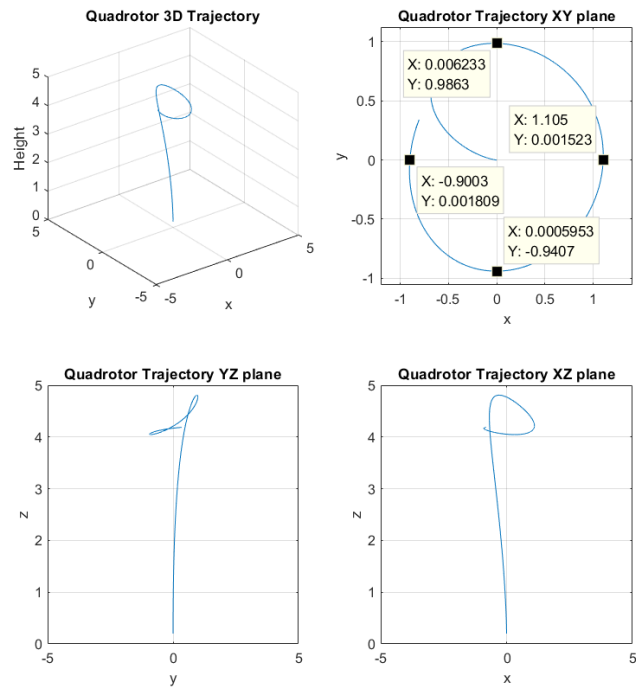 Quadrotor 3D Trajectory
5
4
3
2
1
0
Height
5
0
-5
y
-5
0
5
x
Quadrotor Trajectory XY plane
1
0.5
0
-0.5
-1
y
X: 0.006233
Y: 0.9863
X: 1.105
Y: 0.001523
X: -0.9003
Y: 0.001809
X: 0.0005953
Y: -0.9407
-1
-0.5
0
0.5
1
x
Quadrotor Trajectory YZ plane
5
4
3
2
1
0
z
-5
0
5
y
Quadrotor Trajectory XZ plane
5
4
3
2
1
0
z
-5
0
5
x